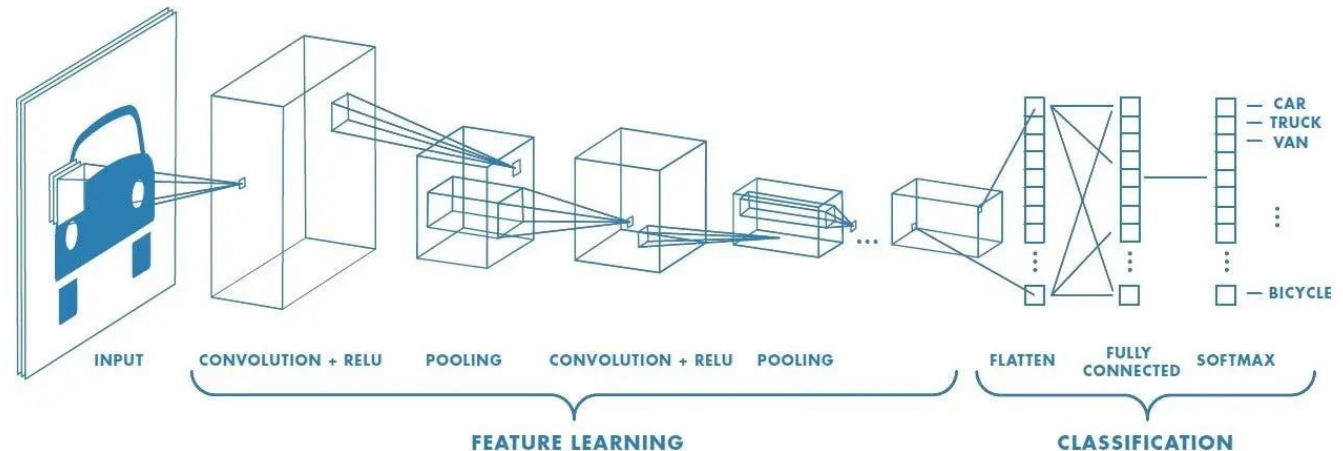 CAR
TRUCK
VAN
BICYCLE
INPUT
CONVOLUTION + RELU
POOLING
CONVOLUTION + RELU
POOLING
FLATTEN
FULLY
CONNECTED
SOFTMAX
FEATURE LEARNING
CLASSIFICATION